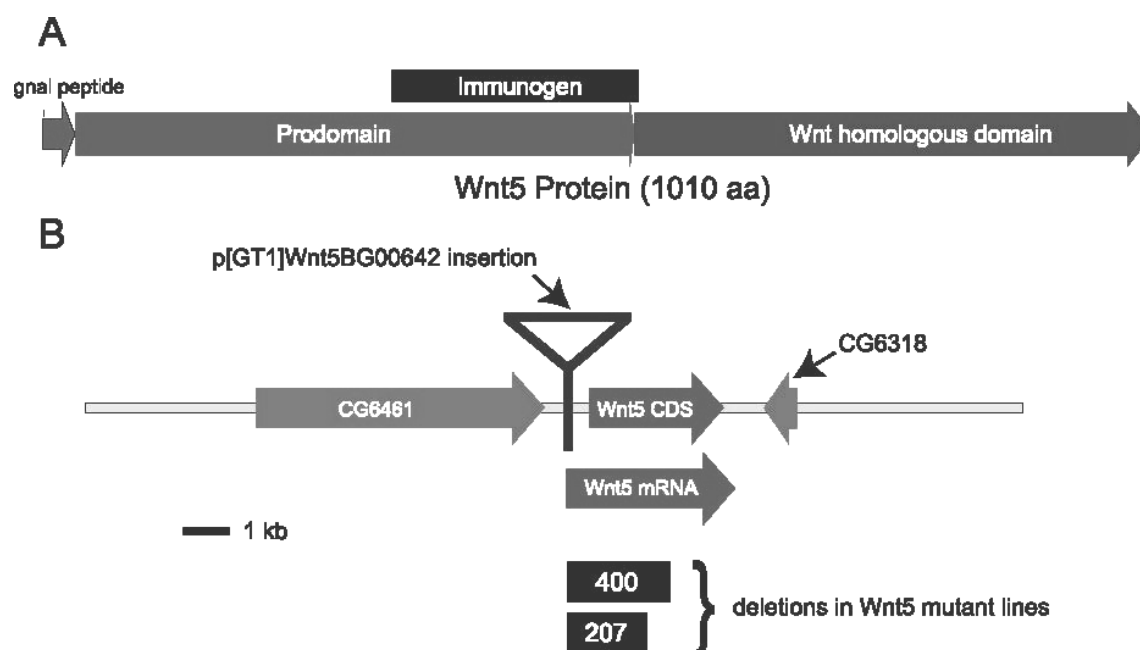 A
gnal peptide
Immunogen
Prodomain
Wnt homologous domain
Wnt5 Protein (1010 aa)
B
p[GT1]Wnt5BG00642 insertion
CG6318
CG6461
Wnt5 CDS
Wnt5 mRNA
1 kb
400
deletions in Wnt5 mutant lines
207